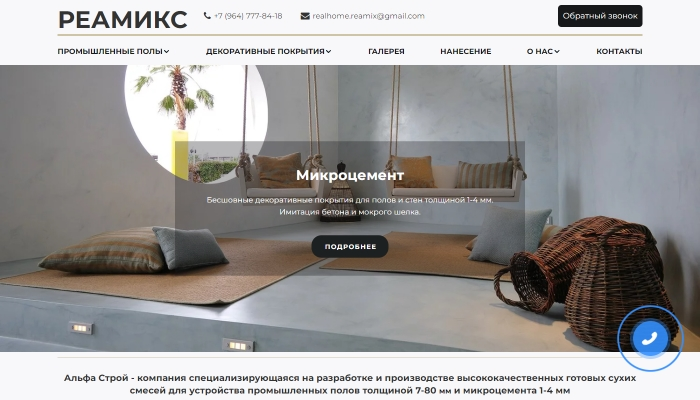 РЕАМИКС
+7 (964) 777-84-18
realhome.reamix@gmail.com
Обратный звонок
ПРОМЫШЛЕННЫЕ ПОЛЫ
ДЕКОРАТИВНЫЕ ПОКРЫТИЯ
ГАЛЕРЕЯ
НАНЕСЕНИЕ
О НАС
КОНТАКТЫ
Микроцемент
Бесшовные декоративные покрытия для полов и стен толщиной 1-4 мм.
Имитация бетона и мокрого шелка.
ПОДРОБНЕЕ
Альфа Строй - компания специализирующаяся на разработке и производстве высококачественных готовых сухих
смесей для устройства промышленных полов толщиной 7-80 мм и микроцемента 1-4 мм